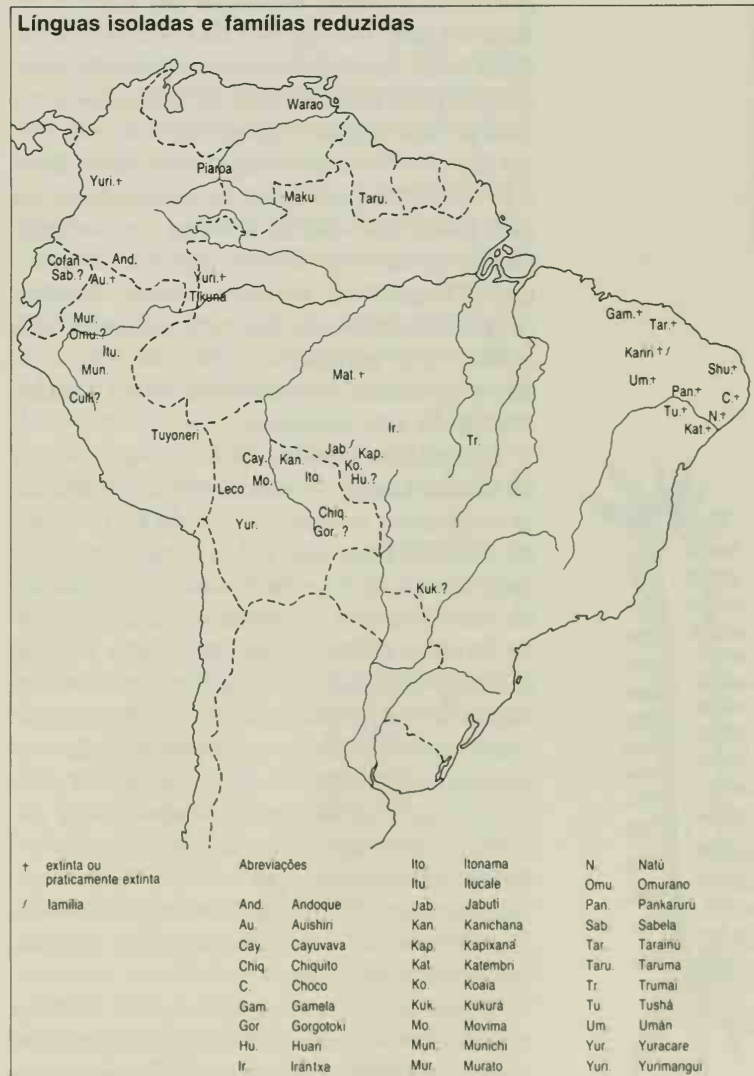 Línguas isoladas e famílias reduzidas
Warao
Piaroa
Yuri.†
Maku
Taru.
Cofan
And.
Sab.?
Au.†
Yuri.†
Tikuna
Mur.
Omu.?
Itu.
Mun.
Culli?
Gam.†
Tar.†
Kariri † /
Shu.†
Um.†
Pan.†
C.†
Tu.†
N.†
Kat.†
Mat.†
Ir.
Tr.
Tuyoneri
Jab./
Kap.
Cay.
Kan.
Ko.
Leco
Mo.
Ito.
Hu.?
Chiq.
Yur.
Gor. ?
Kuk.?
† extinta ou
praticamente extinta
/ família
Abreviações
And. Andoque
Au. Auishiri
Cay Cayuvava
Chiq. Chiquito
C. Choco
Gam. Gamela
Gor Gorgotoki
Hu. Huari
Ir. Irántxa
Ito. Itonama
Itu. Itucale
Jab. Jabuti
Kan. Kanichana
Kap. Kapixaná
Kat. Katembri
Ko. Koaia
Kuk. Kukurá
Mo. Movima
Mun. Munichi
Mur. Murato
N. Natú
Omu. Omurano
Pan. Pankarurú
Sab. Sabela
Tar. Tarairiú
Taru. Taruma
Tr. Trumai
Tu. Tushá
Um. Umán
Yur. Yuracare
Yuri. Yurimangui